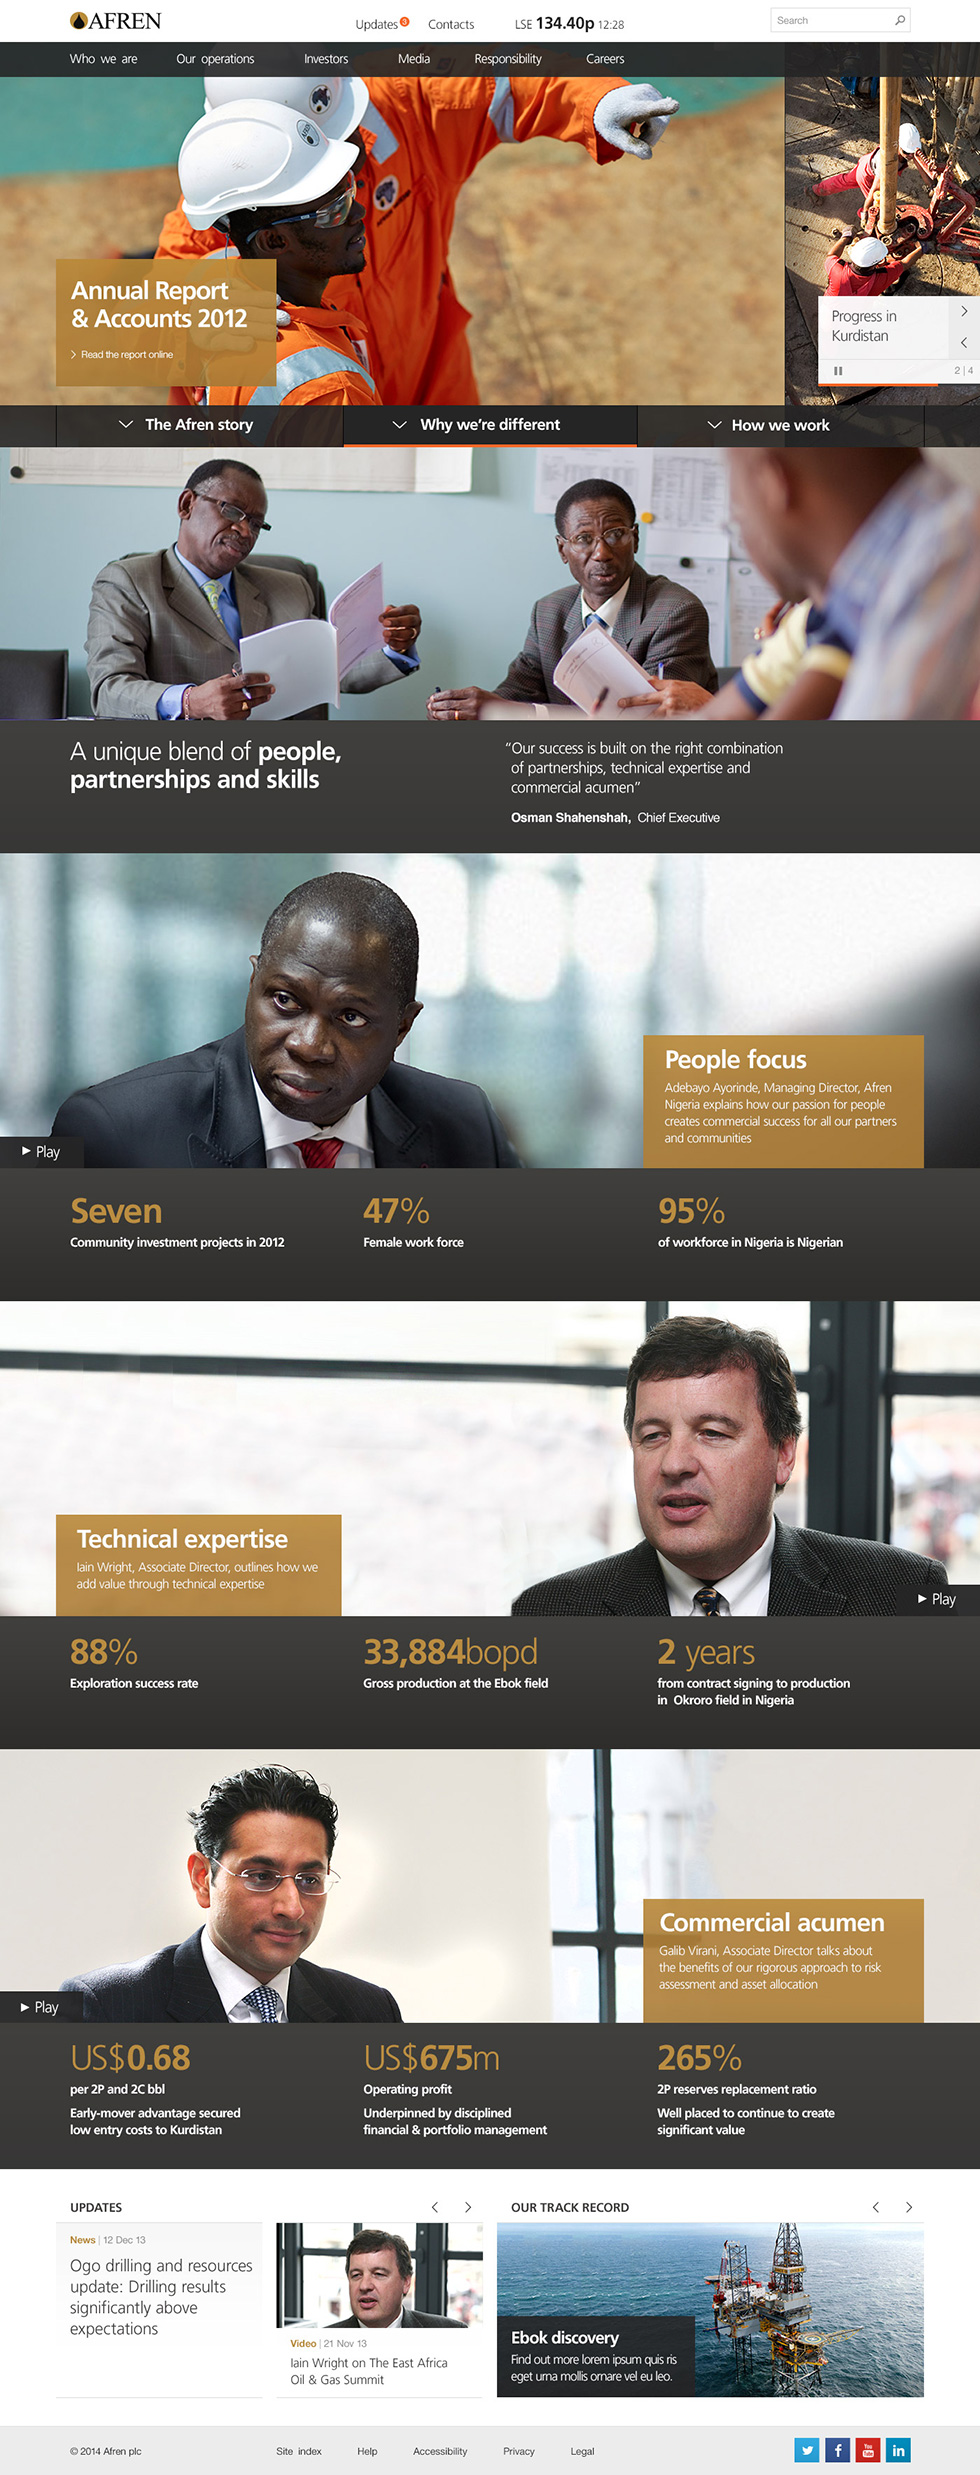 AFREN
Updates 3
Contacts
LSE 134.40p 12:28
Search
Who we are
Our operations
Investors
Media
Responsibility
Careers
AFREN
Annual Report
& Accounts 2012
Read the report online
Progress in
Kurdistan
2 | 4
The Afren story
Why we're different
How we work
A unique blend of people,
partnerships and skills
“Our success is built on the right combination
of partnerships, technical expertise and
commercial acumen”
Osman Shahenshah, Chief Executive
People focus
Adebayo Ayorinde, Managing Director, Afren
Nigeria explains how our passion for people
creates commercial success for all our partners
and communities
Play
Seven
Community investment projects in 2012
47%
Female work force
95%
of workforce in Nigeria is Nigerian
Technical expertise
Iain Wright, Associate Director, outlines how we
add value through technical expertise
Play
88%
Exploration success rate
33,884bopd
Gross production at the Ebok field
2 years
from contract signing to production
in Okroro field in Nigeria
Commercial acumen
Galib Virani, Associate Director talks about
the benefits of our rigorous approach to risk
assessment and asset allocation
Play
US$0.68
per 2P and 2C bbl
Early-mover advantage secured
low entry costs to Kurdistan
US$675m
Operating profit
Underpinned by disciplined
financial & portfolio management
265%
2P reserves replacement ratio
Well placed to continue to create
significant value
UPDATES
News | 12 Dec 13
Ogo drilling and resources
update: Drilling results
significantly above
expectations
Video | 21 Nov 13
Iain Wright on The East Africa
Oil & Gas Summit
OUR TRACK RECORD
Ebok discovery
Find out more lorem ipsum quis ris
eget urna mollis ornare vel eu leo.
© 2014 Afren plc
Site index
Help
Accessibility
Privacy
Legal
You
Tube
in